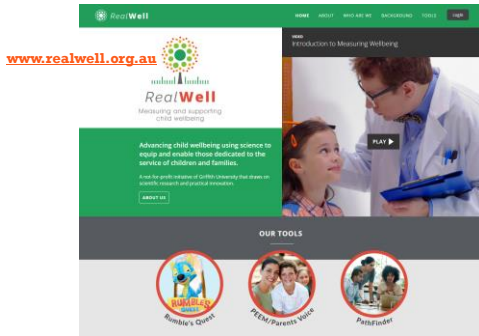 RealWell
HOME ABOUT WHO ARE WE BACKGROUND TOOLS Login
www.realwell.org.au
RealWell
Measuring and supporting
child wellbeing
VIDEO
Introduction to Measuring Wellbeing
PLAY
Advancing child wellbeing using science to
equip and enable those dedicated to the
service of children and families.
A not-for-profit initiative of Griffith University that draws on
scientific research and practical innovation.
ABOUT US
OUR TOOLS
RUMBLE'S
QUEST
Rumble's Quest
PEEM/Parents Voice
PathFinder